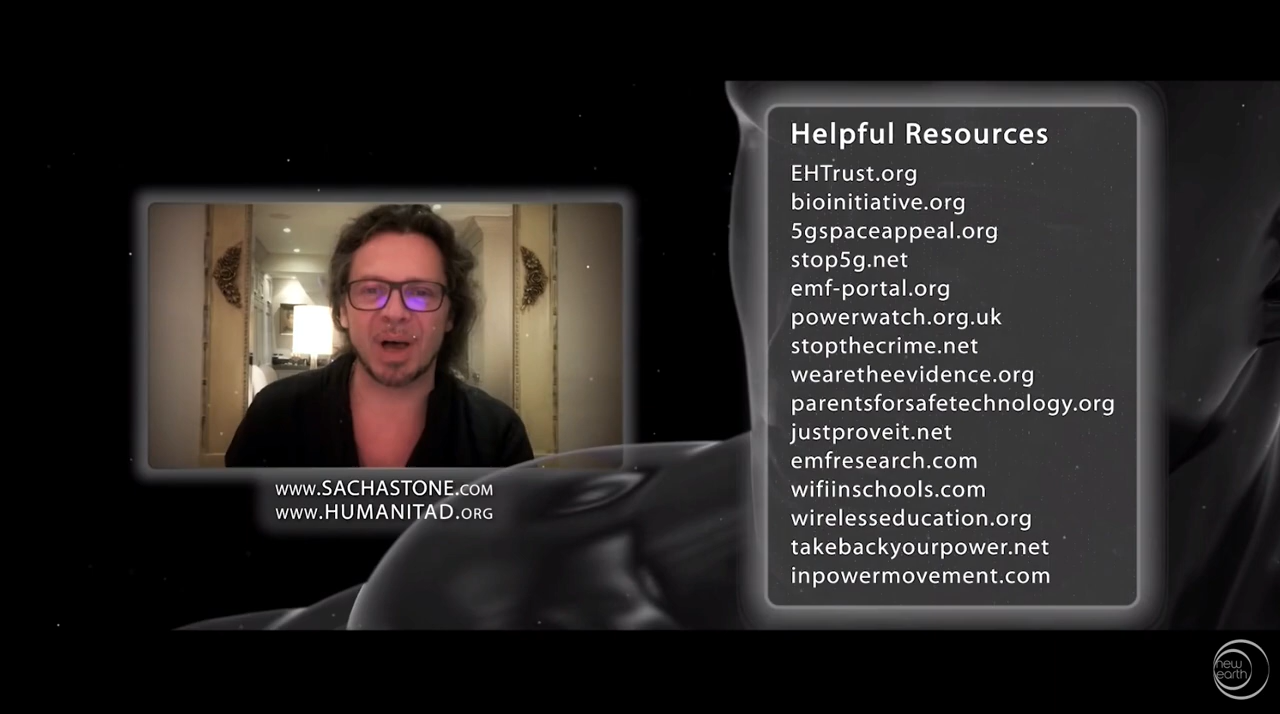 Helpful Resources
EHTrust.org
bioinitiative.org
5gspaceappeal.org
stop5g.net
emf-portal.org
powerwatch.org.uk
stopthecrime.net
wearetheevidence.org
parentsforsafetechnology.org
justproveit.net
emfresearch.com
wifiinschools.com
wirelesseducation.org
takebackyourpower.net
inpowermovement.com
www.SACHASTONE.COM
www.HUMANITAD.ORG
new
earth